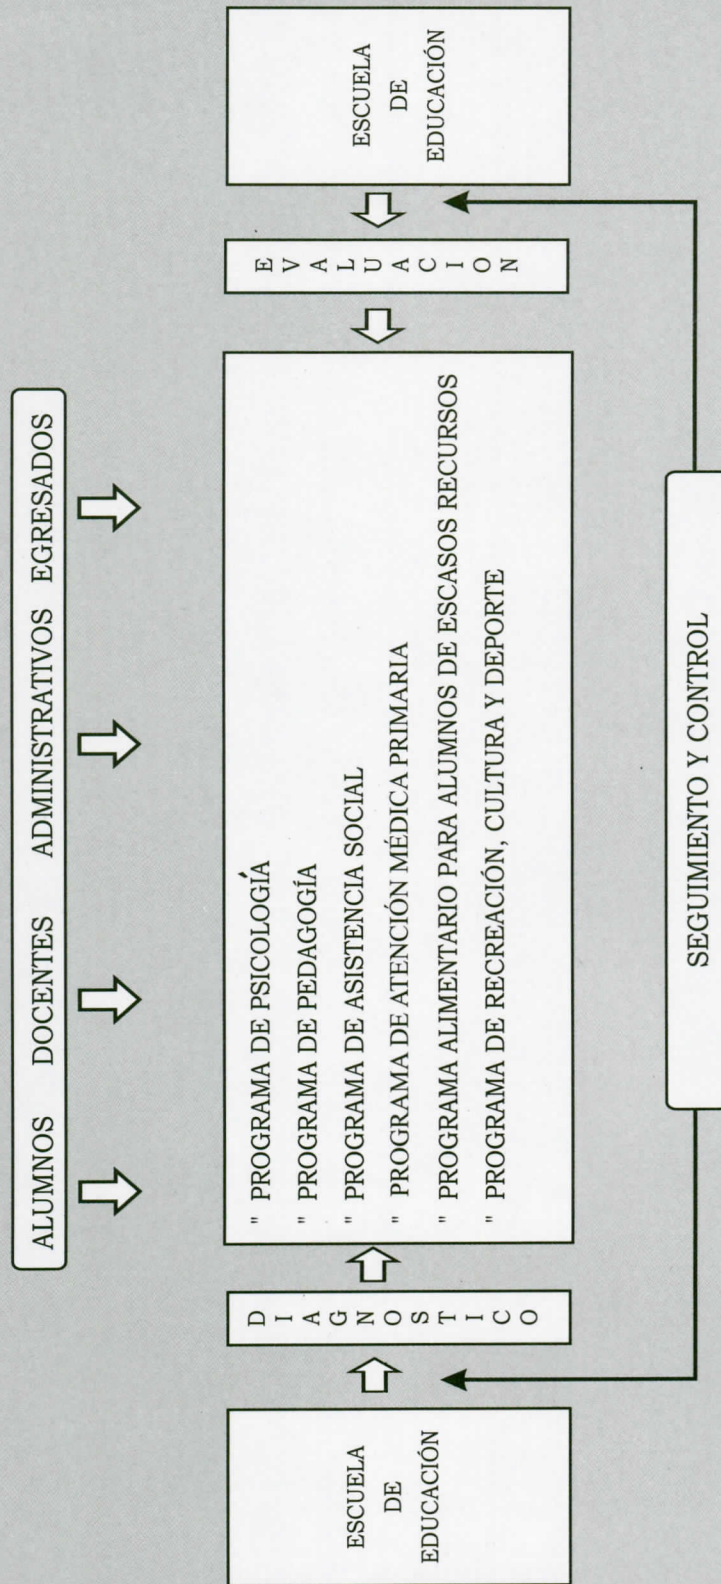 ALUMNOS DOCENTES ADMINISTRATIVOS EGRESADOS
ESCUELA
DE
EDUCACIÓN
DIAGNOSTICO
" PROGRAMA DE PSICOLOGÍA
" PROGRAMA DE PEDAGOGÍA
" PROGRAMA DE ASISTENCIA SOCIAL
" PROGRAMA DE ATENCIÓN MÉDICA PRIMARIA
" PROGRAMA ALIMENTARIO PARA ALUMNOS DE ESCASOS RECURSOS
" PROGRAMA DE RECREACIÓN, CULTURA Y DEPORTE
EVALUACION
ESCUELA
DE
EDUCACIÓN
SEGUIMIENTO Y CONTROL